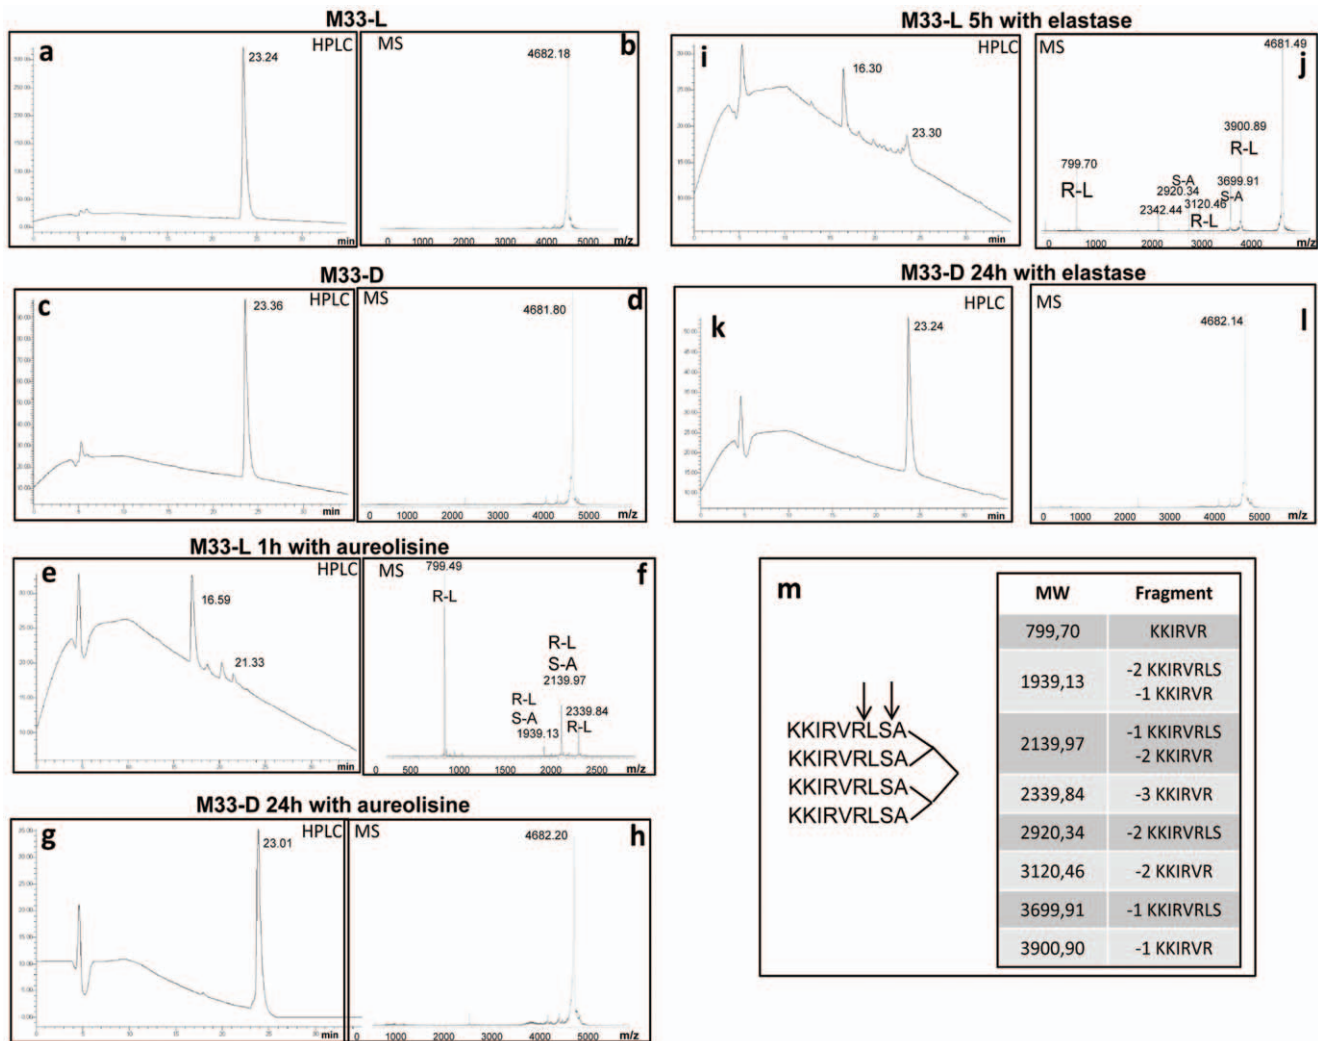 M33-L
a
HPLC
23.24
min
MS
b
4682.18
0 1000 2000 3000 4000 5000 m/z
M33-D
c
HPLC
23.36
min
MS
d
4681.80
0 1000 2000 3000 4000 5000 m/z
M33-L 1h with aureolisine
e
HPLC
16.59
21.33
min
MS
f
799.49
R-L
R-L
S-A
2139.97
R-L
S-A
1939.13
2339.84
R-L
0 500 1000 1500 2000 2500 m/z
M33-D 24h with aureolisine
g
HPLC
23.01
min
MS
h
4682.20
0 1000 2000 3000 4000 5000 m/z
M33-L 5h with elastase
i
HPLC
16.30
23.30
min
MS
j
4681.49
3900.89
R-L
799.70
R-L
S-A
2920.34
3699.91
S-A
3120.46
R-L
2342.44
0 1000 2000 3000 4000 m/z
M33-D 24h with elastase
k
HPLC
23.24
min
MS
l
4682.14
0 1000 2000 3000 4000 5000 m/z
m
KKIRVRLSA
KKIRVRLSA
KKIRVRLSA
KKIRVRLSA
MW Fragment
799,70 KKIRVR
1939,13 -2 KKIRVRLS
-1 KKIRVR
2139,97 -1 KKIRVRLS
-2 KKIRVR
2339,84 -3 KKIRVR
2920,34 -2 KKIRVRLS
3120,46 -2 KKIRVR
3699,91 -1 KKIRVRLS
3900,90 -1 KKIRVR